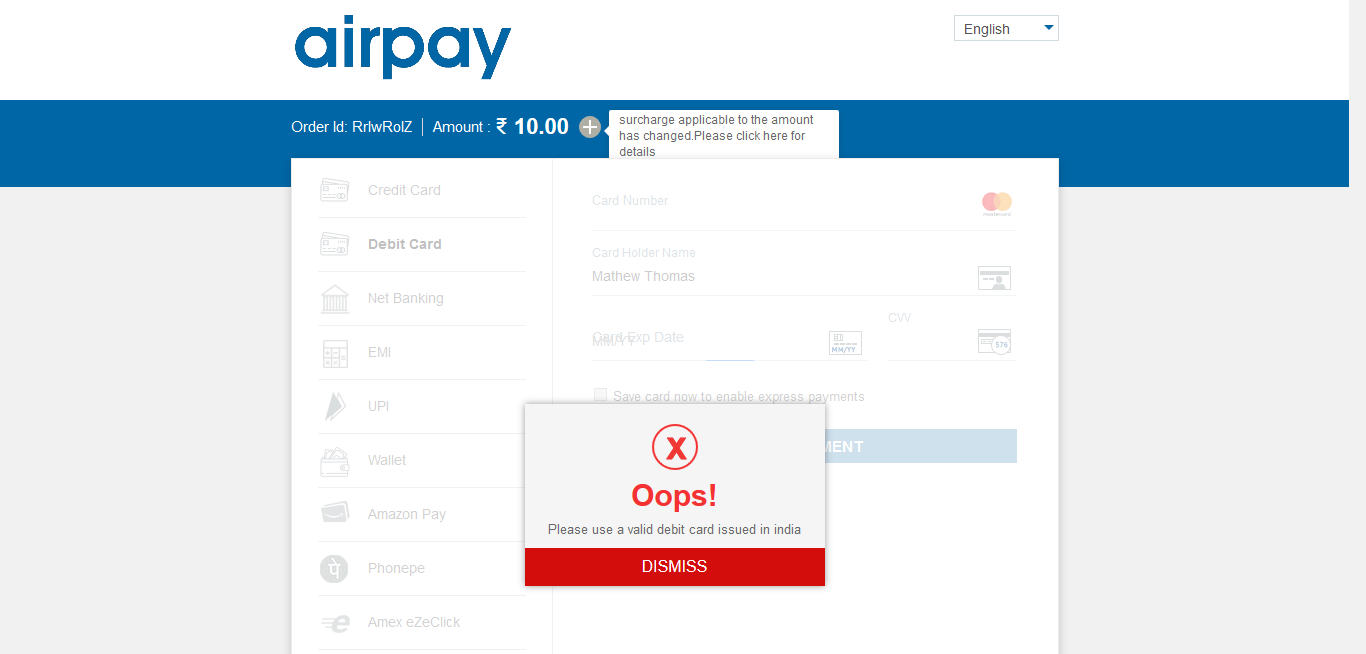 airpay
English
Order Id: RrlwRolZ | Amount : ₹ 10.00
surcharge applicable to the amount
has changed.Please click here for
details
Credit Card
Debit Card
Net Banking
EMI
UPI
Wallet
Amazon Pay
Phonepe
Amex eZeClick
Card Number
mastercard
Card Holder Name
Mathew Thomas
Card Exp Date
MM/YY
MM/YY
CVV
576
Save card now to enable express payments
MENT
X
Oops!
Please use a valid debit card issued in india
DISMISS